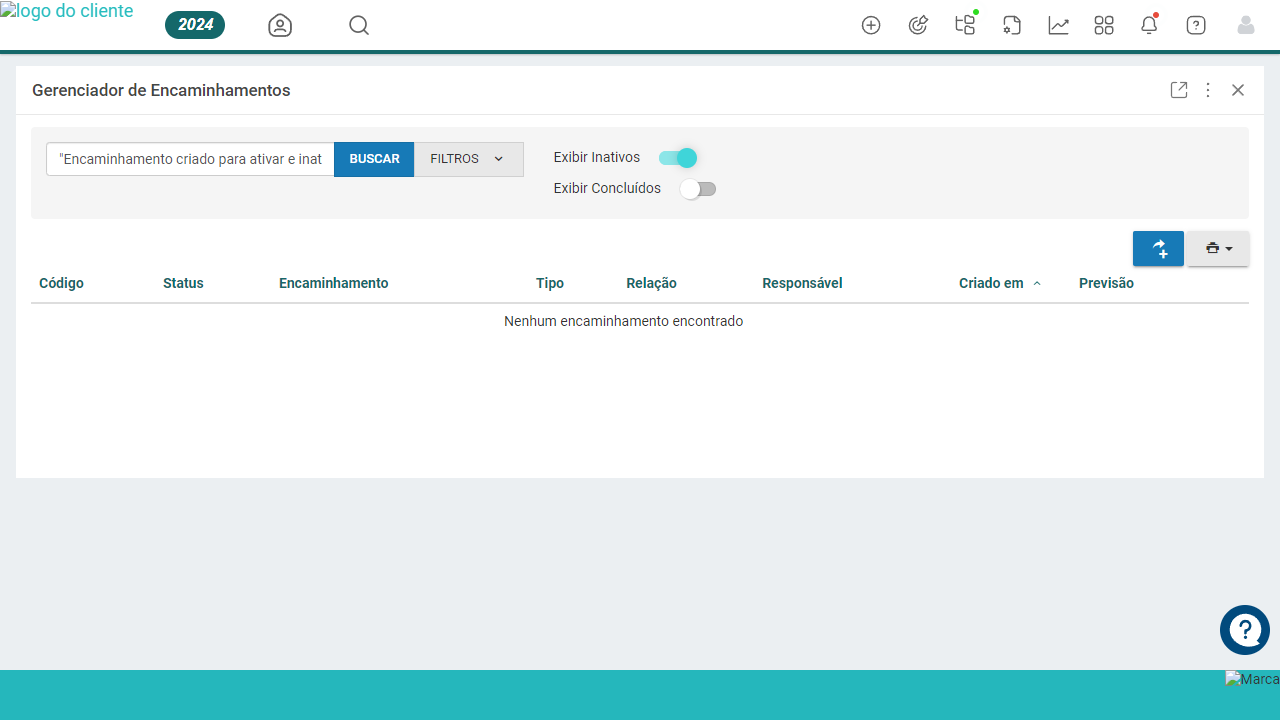 logo do cliente
2024
Gerenciador de Encaminhamentos
"Encaminhamento criado para ativar e inat
BUSCAR
FILTROS
Exibir Inativos
Exibir Concluídos
Código Status Encaminhamento Tipo Relação Responsável Criado em Previsão
Nenhum encaminhamento encontrado
Marca